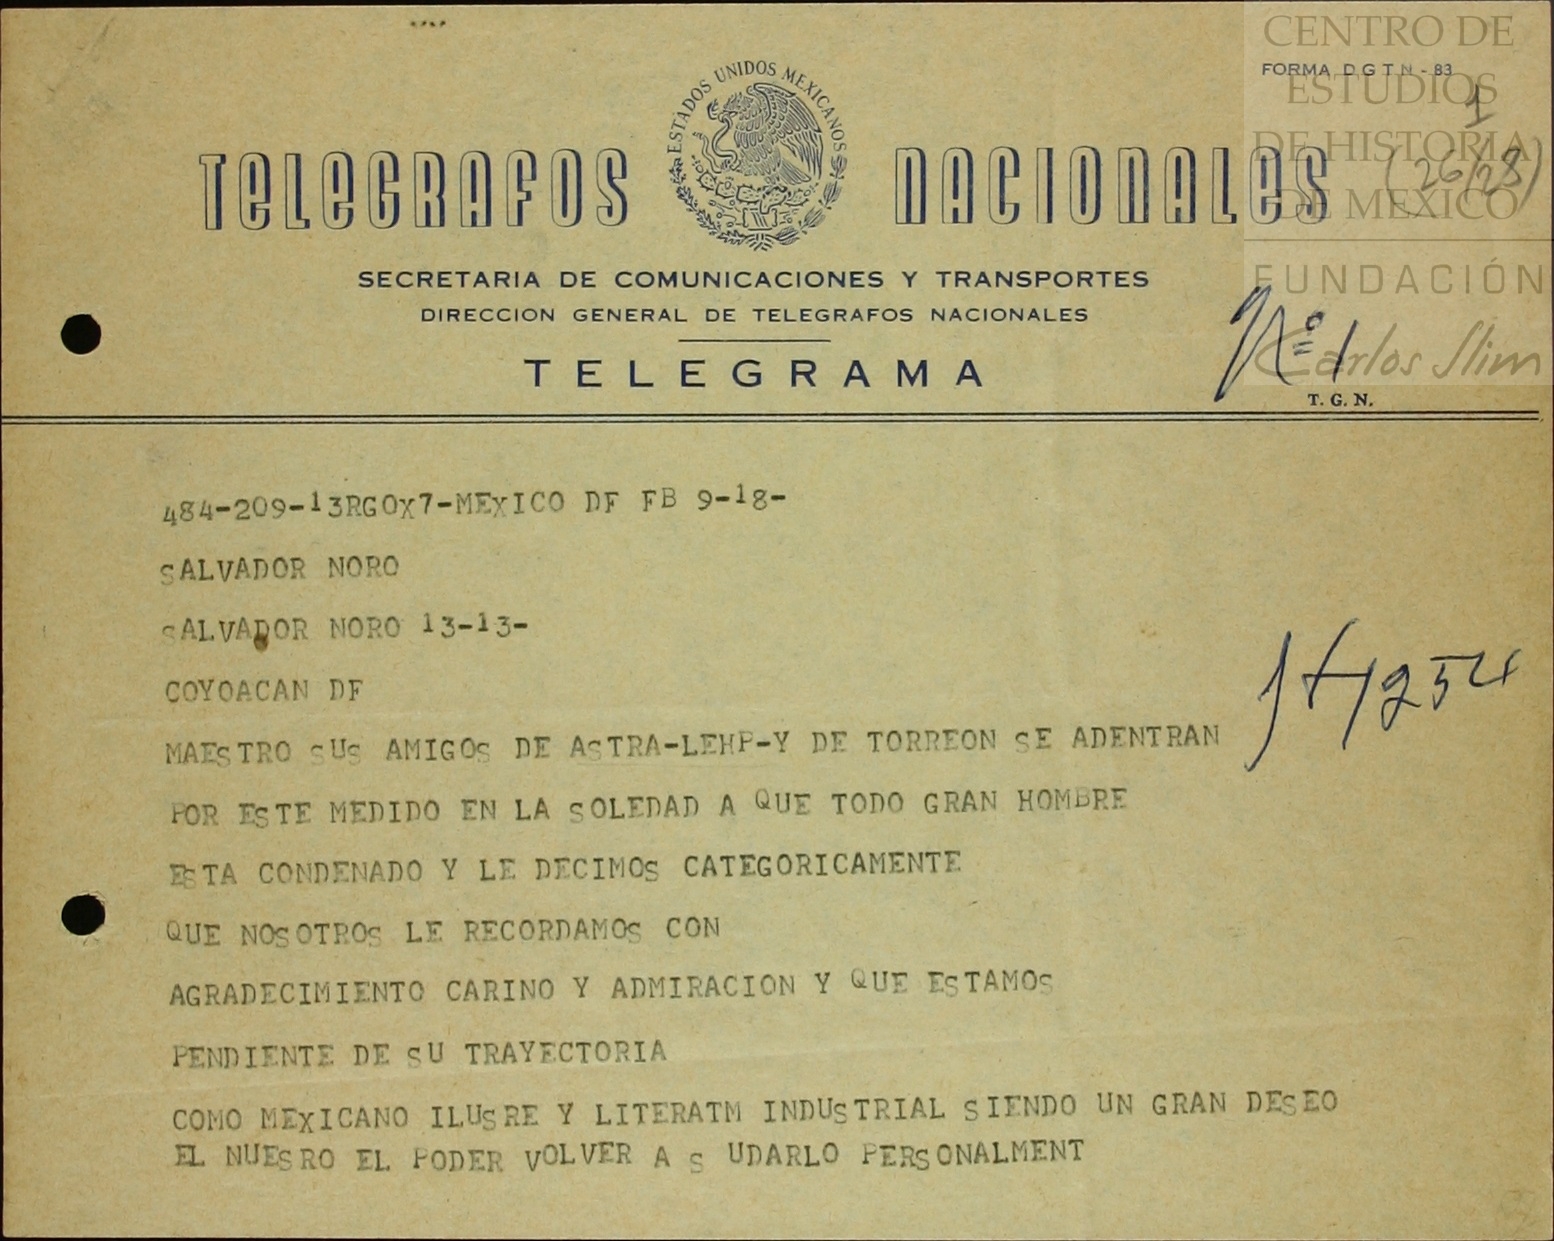 CENTRO DE
FORMA D G T N - 83
ESTUDIOS
1
DE HISTORIA
(26/28)
DE MEXICO
ESTADOS UNIDOS MEXICANOS
TELEGRAFOS NACIONALES
FUNDACIÓN
SECRETARIA DE COMUNICACIONES Y TRANSPORTES
DIRECCION GENERAL DE TELEGRAFOS NACIONALES
Nº 1
Carlos Slim
TELEGRAMA
T. G. N.
484-209-13RGOX7-MEXICO DF FB 9-18-
SALVADOR NORO
SALVADOR NORO 13-13-
COYOACAN DF
MAESTRO SUS AMIGOS DE ASTRA-LEHP-Y DE TORREON SE ADENTRAN
POR ESTE MEDIDO EN LA SOLEDAD A QUE TODO GRAN HOMBRE
ESTA CONDENADO Y LE DECIMOS CATEGORICAMENTE
QUE NOSOTROS LE RECORDAMOS CON
AGRADECIMIENTO CARINO Y ADMIRACION Y QUE ESTAMOS
PENDIENTE DE SU TRAYECTORIA
COMO MEXICANO ILUSRE Y LITERATM INDUSTRIAL SIENDO UN GRAN DESEO
EL NUESRO EL PODER VOLVER A S UDARLO PERSONALMENT